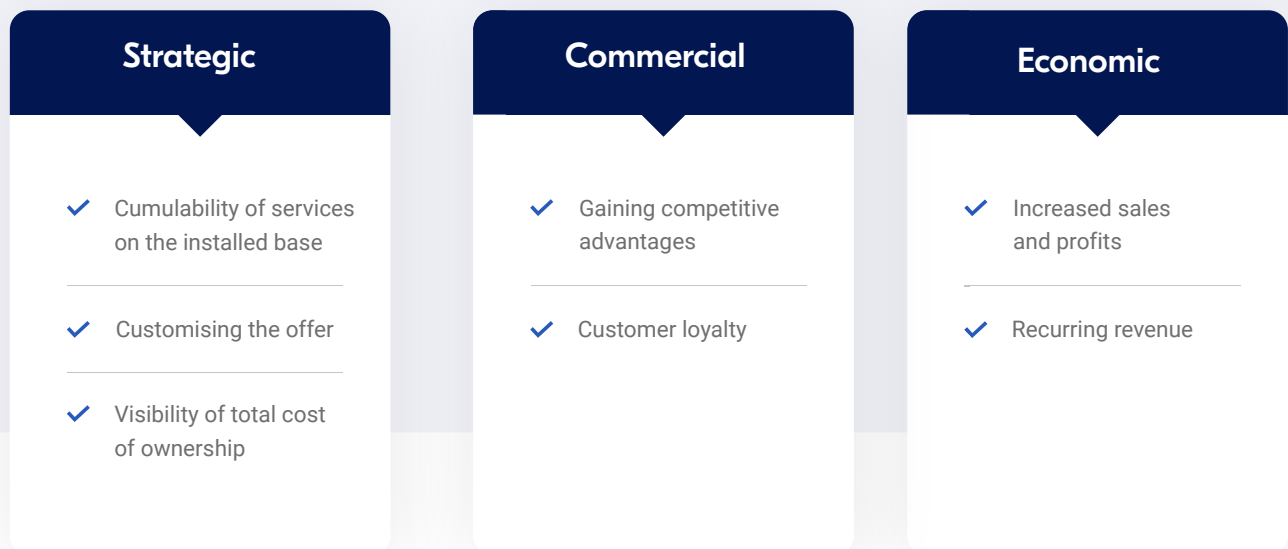 Strategic
Cumulability of services
on the installed base
Customising the offer
Visibility of total cost
of ownership
Commercial
Gaining competitive
advantages
Customer loyalty
Economic
Increased sales
and profits
Recurring revenue